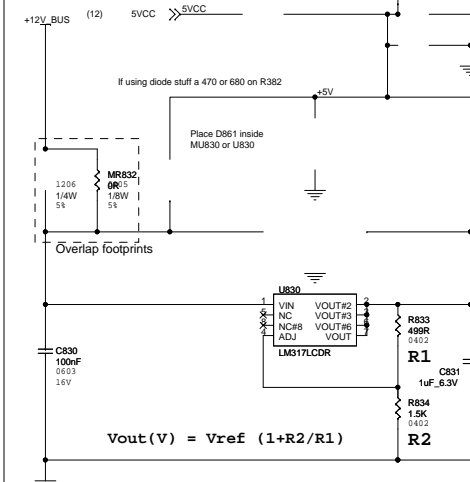 +12V_BUS
(12)
5VCC
5VCC
If using diode stuff a 470 or 680 on R382
+5V
Place D861 inside
MU830 or U830
1206
1/4W
5%
MR832
0R
1/8W
5%
Overlap footprints
U830
1
VIN
NC
NC#8
ADJ
4
VOUT#2
VOUT#3
VOUT#6
VOUT
2
LM317LCDR
R833
499R
0402
R1
C830
100nF
0603
16V
C831
1uF_6.3V
R834
1.5K
0402
R2
Vout(V) = Vref (1+R2/R1)